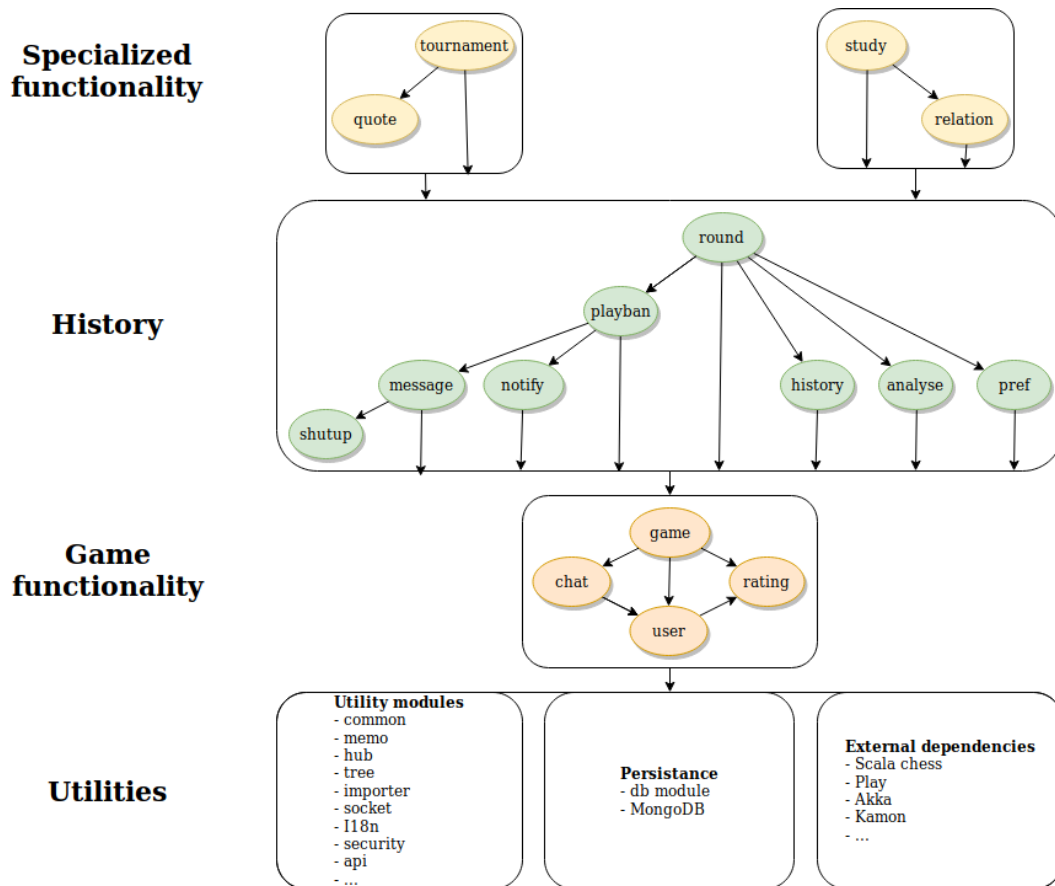 Specialized
functionality
tournament
quote
study
relation
History
round
playban
message
notify
history
analyse
pref
shutup
Game
functionality
game
chat
rating
user
Utilities
Utility modules
- common
- memo
- hub
- tree
- importer
- socket
- I18n
- security
- api
- ...
Persistance
- db module
- MongoDB
External dependencies
- Scala chess
- Play
- Akka
- Kamon
- ...